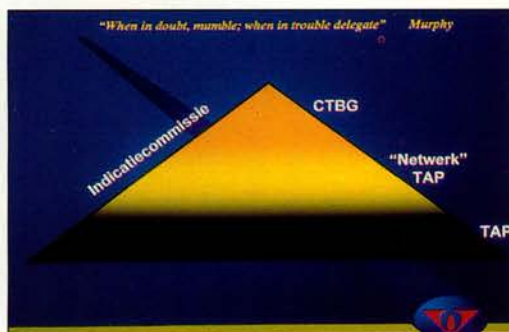 "When in doubt, mumble; when in trouble delegate" Murphy
CTBG
Indicatiecommissie
"Netwerk"
TAP
TAP